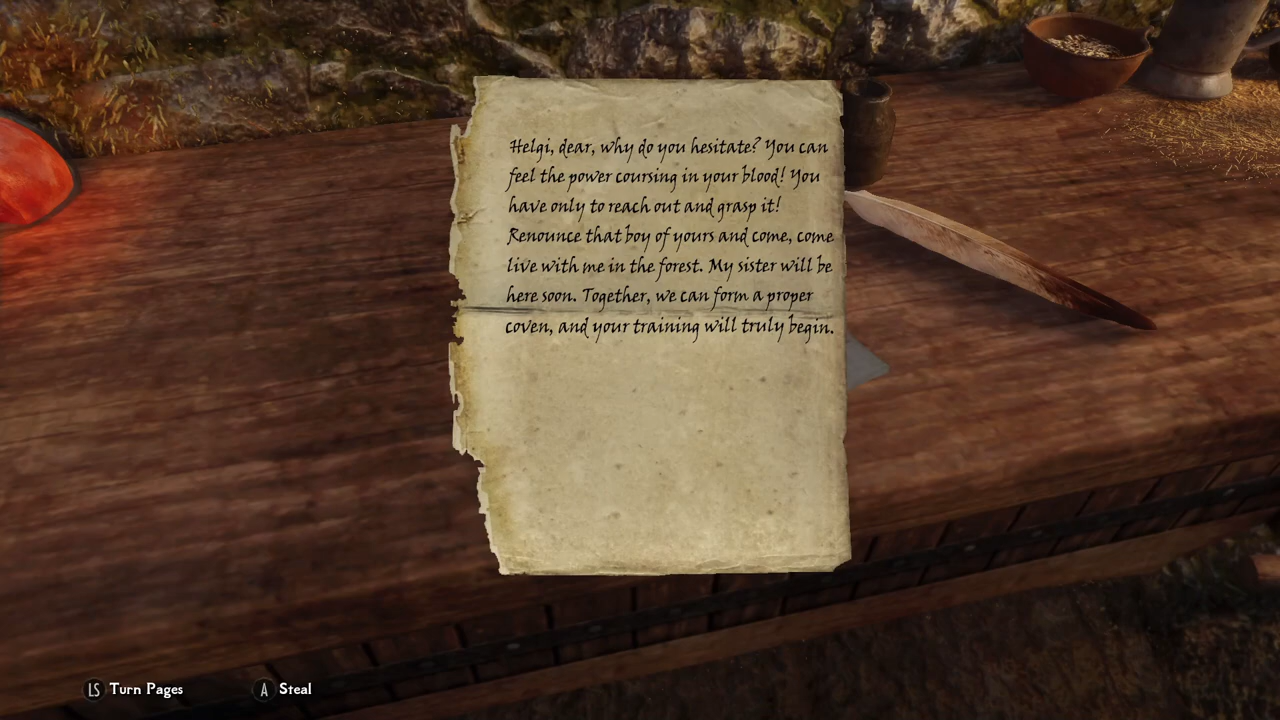 Helgi, dear, why do you hesitate? You can
feel the power coursing in your blood! You
have only to reach out and grasp it!
Renounce that boy of yours and come, come
live with me in the forest. My sister will be
here soon. Together, we can form a proper
coven, and your training will truly begin.
LS Turn Pages
A Steal